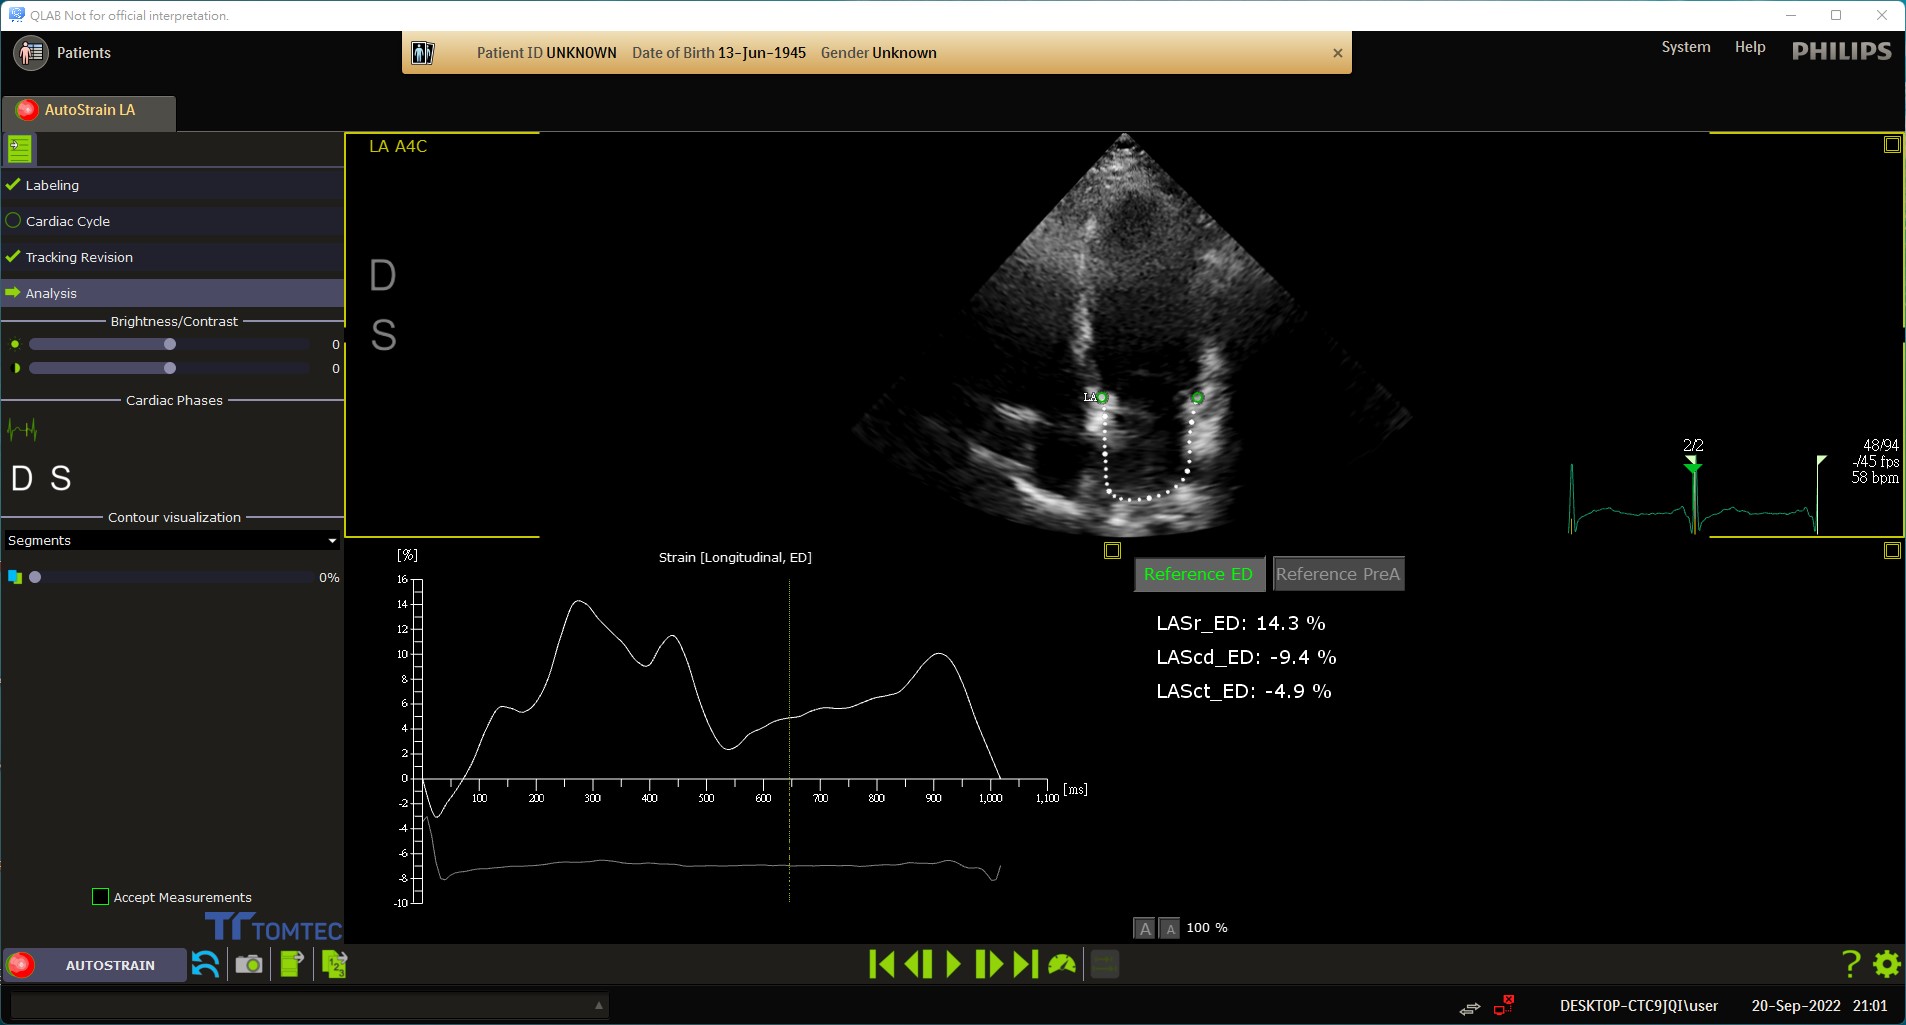 QLAB Not for official interpretation.
Patients
Patient ID UNKNOWN Date of Birth 13-Jun-1945 Gender Unknown
System Help PHILIPS
AutoStrain LA
Labeling
Cardiac Cycle
Tracking Revision
Analysis
Brightness/Contrast
0
0
Cardiac Phases
D S
Contour visualization
Segments
0%
Accept Measurements
TOMTEC
LA A4C
D
S
LA
2/2
48/94
-/45 fps
58 bpm
[%]
Strain [Longitudinal, ED]
16
14
12
10
8
6
4
2
0
-2
-4
-6
-8
-10
100 200 300 400 500 600 700 800 900 1,000 1,100 [ms]
Reference ED Reference PreA
LASr_ED: 14.3 %
LAScd_ED: -9.4 %
LASct_ED: -4.9 %
A A 100 %
AUTOSTRAIN
1 2 3
?
DESKTOP-CTC9JQI\user 20-Sep-2022 21:01